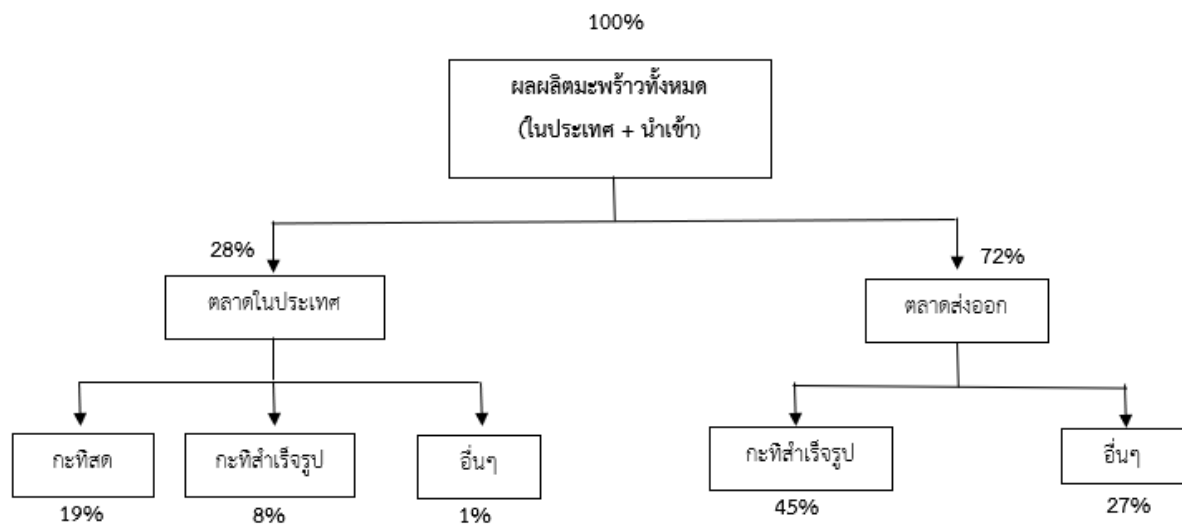 100%
ผลผลิตมะพร้าวทั้งหมด
(ในประเทศ + นำเข้า)
28%
72%
ตลาดในประเทศ
ตลาดส่งออก
กะทิสด
กะทิสำเร็จรูป
อื่นๆ
กะทิสำเร็จรูป
อื่นๆ
19%
8%
1%
45%
27%